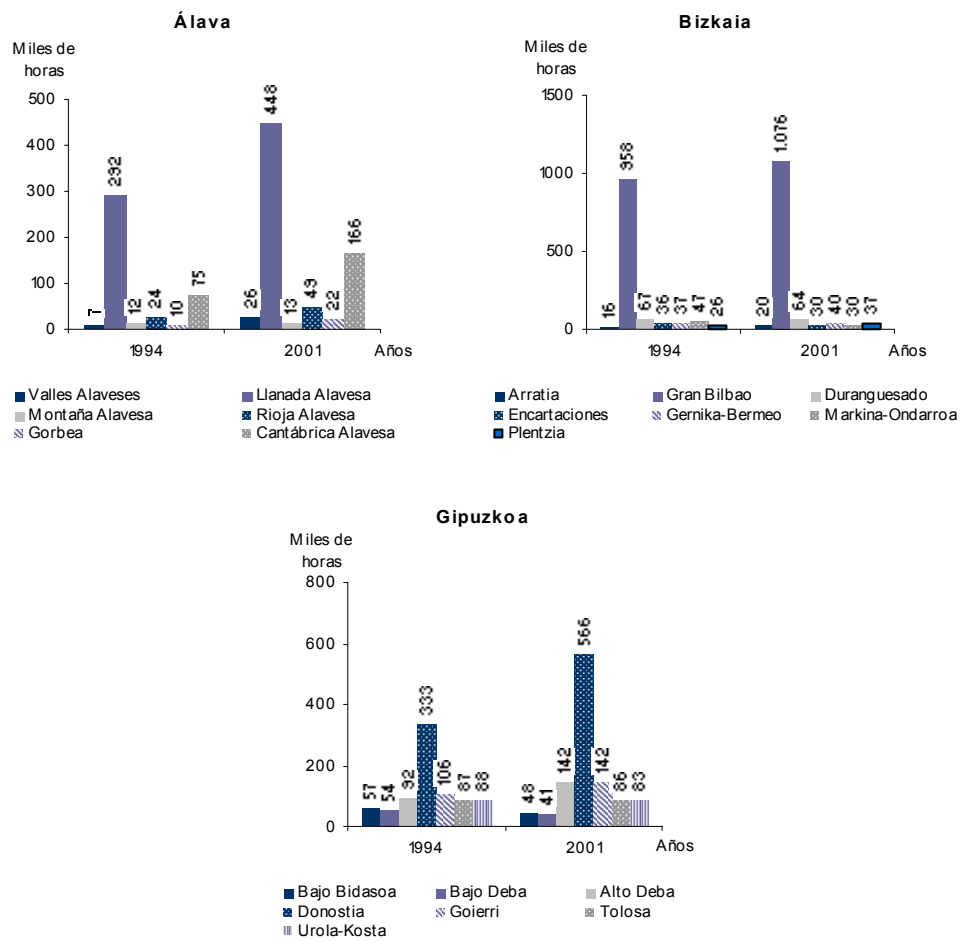 Álava
Miles de
horas
500
400
300
200
100
0
7
292
12
24
10
75
26
448
13
49
22
166
1994
2001
Años
Valles Alaveses
Llanada Alavesa
Montaña Alavesa
Rioja Alavesa
Gorbea
Cantábrica Alavesa
Bizkaia
Miles de
horas
1500
1000
500
0
16
958
67
36
37
47
26
20
1.076
64
30
40
30
37
1994
2001
Años
Arratia
Gran Bilbao
Duranguesado
Encartaciones
Gernika-Bermeo
Markina-Ondarroa
Plentzia
Gipuzkoa
Miles de
horas
800
600
400
200
0
57
54
92
333
106
87
88
48
41
142
566
142
86
83
1994
2001
Años
Bajo Bidasoa
Bajo Deba
Alto Deba
Donostia
Goierri
Tolosa
Urola-Kosta